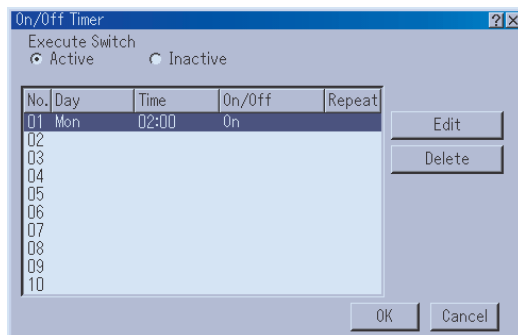 On/Off Timer ? ×
Execute Switch
Active Inactive
No. Day Time On/Off Repeat
01 Mon 02:00 On
02
03
04
05
06
07
08
09
10
Edit
Delete
OK Cancel